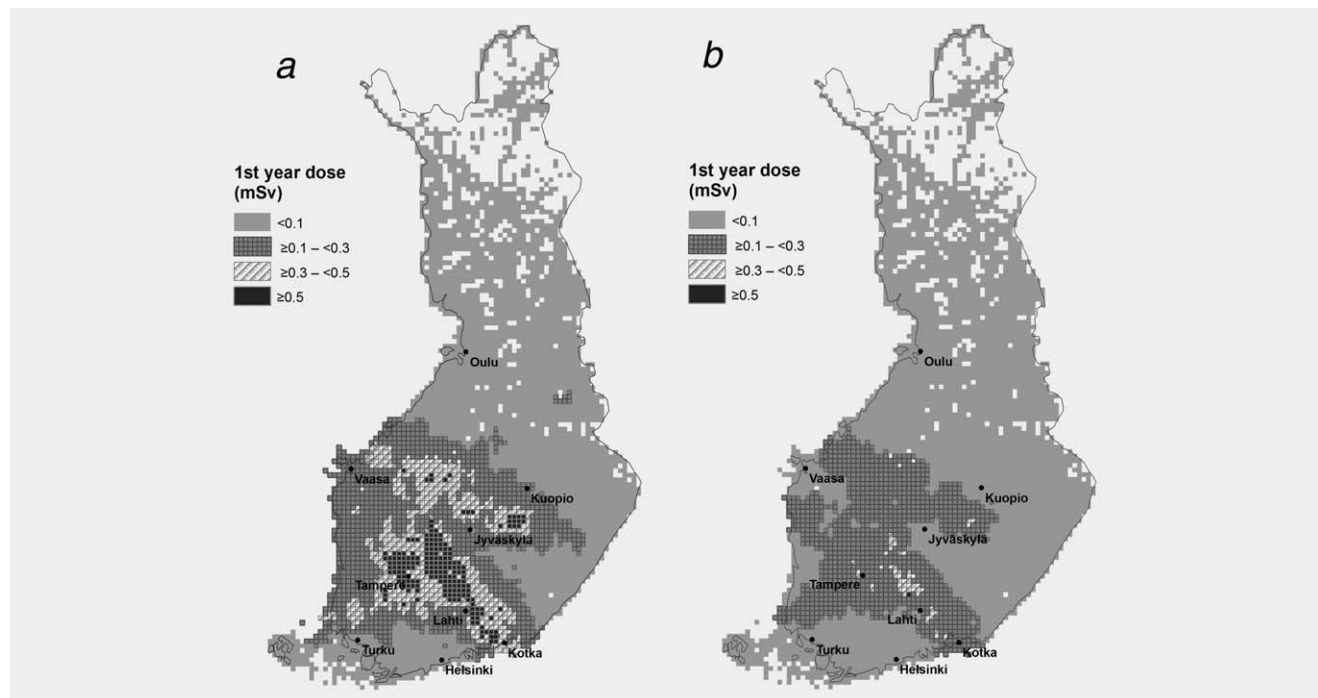 a
1st year dose
(mSv)
<0.1
≥0.1 – <0.3
≥0.3 – <0.5
≥0.5
Oulu
Vaasa
Kuopio
Jyväskylä
Tampere
Lahti
Turku
Kotka
Helsinki
b
1st year dose
(mSv)
<0.1
≥0.1 – <0.3
≥0.3 – <0.5
≥0.5
Oulu
Vaasa
Kuopio
Jyväskylä
Tampere
Lahti
Turku
Kotka
Helsinki